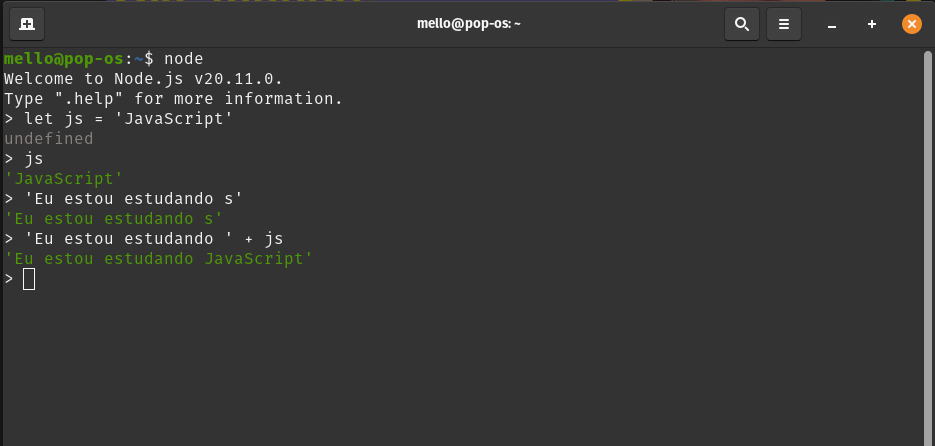 mello@pop-os: ~
mello@pop-os:~$ node
Welcome to Node.js v20.11.0.
Type ".help" for more information.
> let js = 'JavaScript'
undefined
> js
'JavaScript'
> 'Eu estou estudando s'
'Eu estou estudando s'
> 'Eu estou estudando ' + js
'Eu estou estudando JavaScript'
>